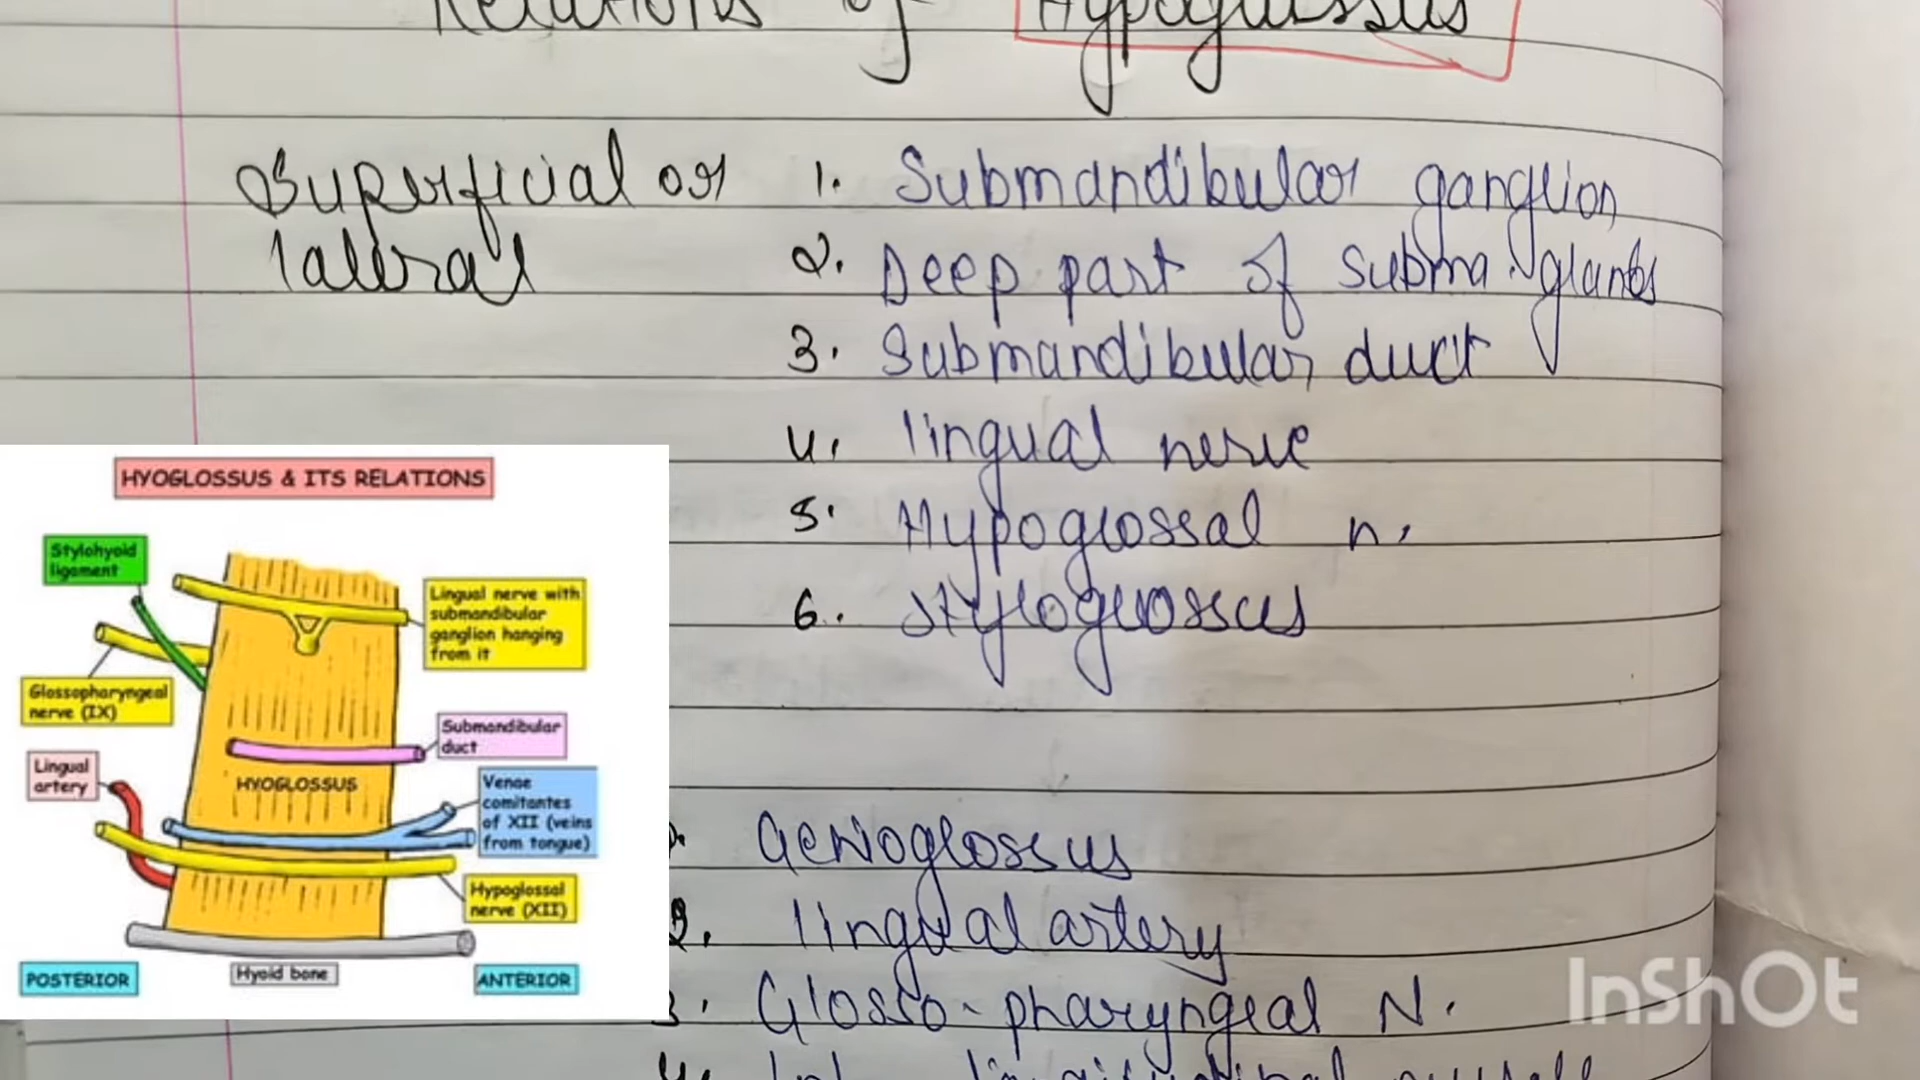 Relations of Hypoglossus
Superficial or
lateral
1. Submandibular ganglion
2. Deep part of subma. glands
3. Submandibular duct
4. lingual nerve
5. Hypoglossal n.
6. Styloglossus
Genioglossus
2. lingual artery
3. Glosso-pharyngeal N.
4. longitudinal muscle
HYOGLOSSUS & ITS RELATIONS
Stylohyoid
ligament
Lingual nerve with
submandibular
ganglion hanging
from it
Glossopharyngeal
nerve (IX)
Submandibular
duct
Lingual
artery
HYOGLOSSUS
Venae
comitantes
of XII (veins
from tongue)
Hypoglossal
nerve (XII)
POSTERIOR
Hyoid bone
ANTERIOR
InShOt